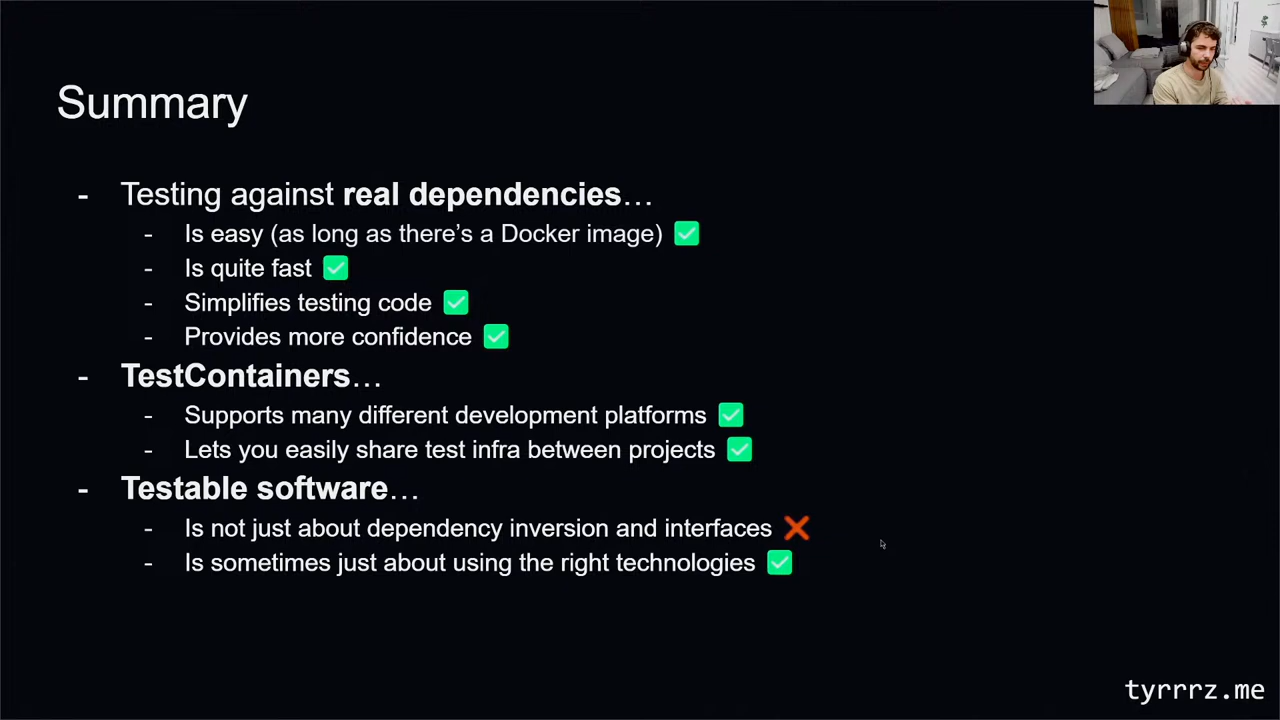 Summary
- Testing against real dependencies…
- Is easy (as long as there’s a Docker image) ✅
- Is quite fast ✅
- Simplifies testing code ✅
- Provides more confidence ✅
- TestContainers…
- Supports many different development platforms ✅
- Lets you easily share test infra between projects ✅
- Testable software…
- Is not just about dependency inversion and interfaces ❌
- Is sometimes just about using the right technologies ✅
tyrrrz.me